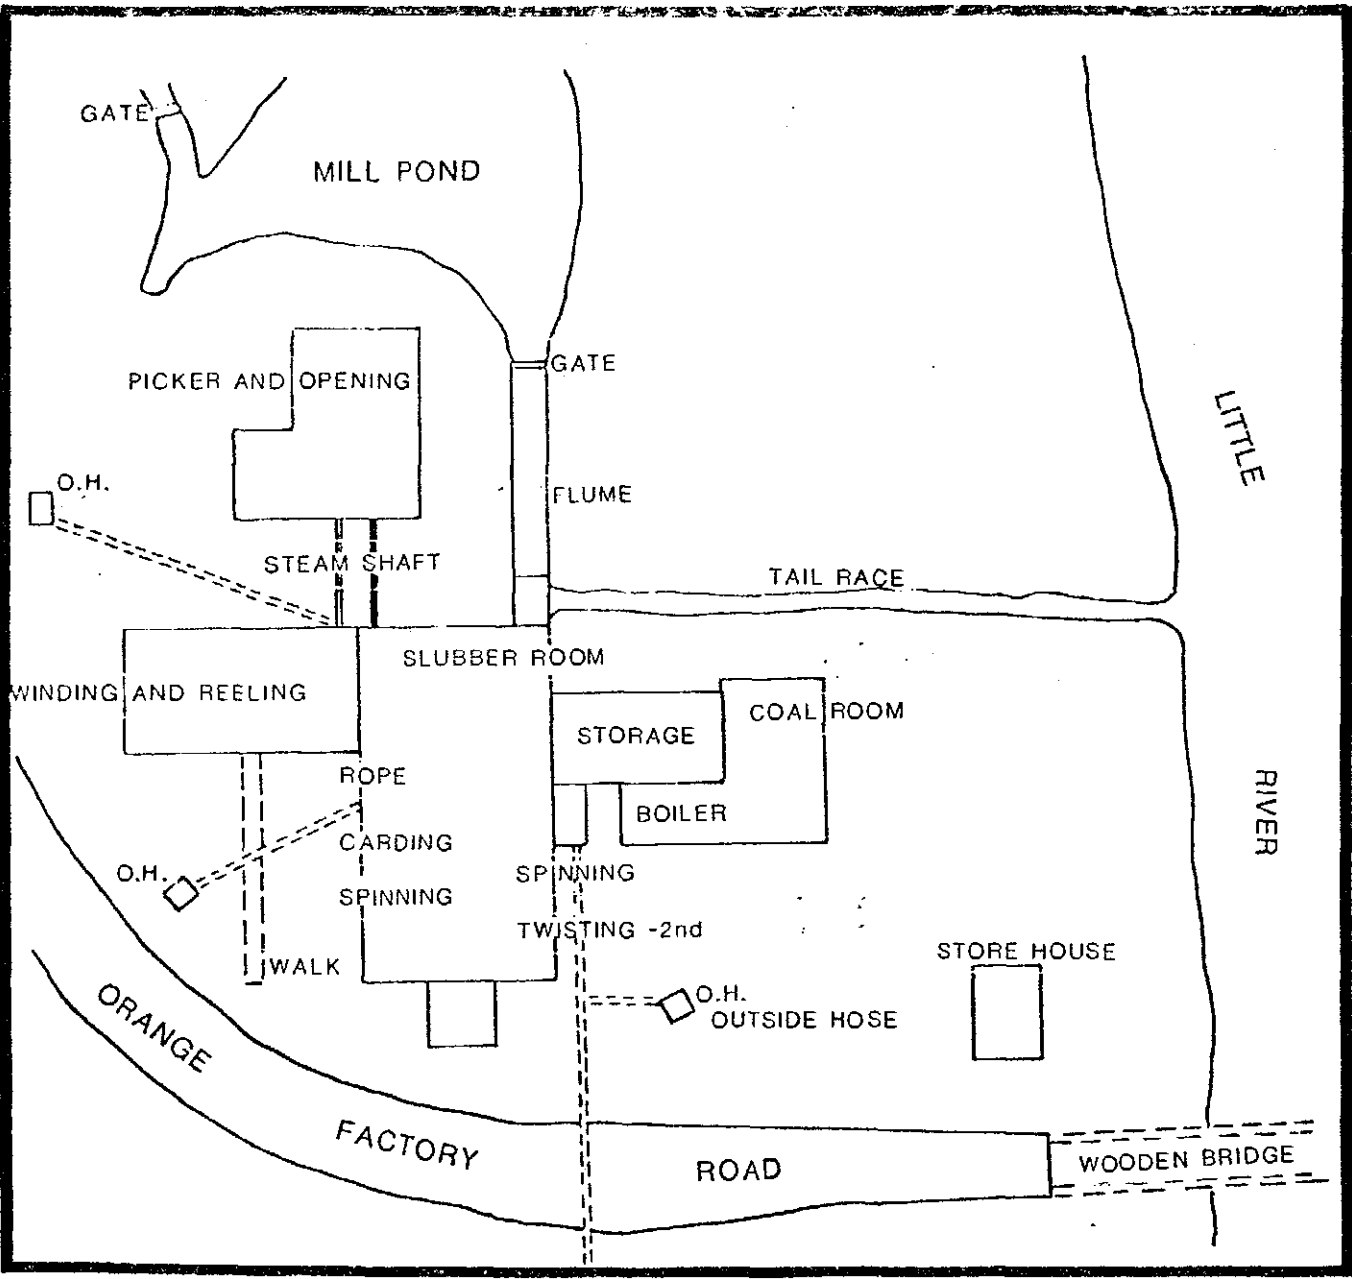 GATE
MILL POND
GATE
PICKER AND OPENING
LITTLE
O.H.
FLUME
STEAM SHAFT
TAIL RACE
SLUBBER ROOM
WINDING AND REELING
COAL ROOM
STORAGE
ROPE
RIVER
BOILER
CARDING
O.H.
SPINNING
SPINNING
TWISTING -2nd
STORE HOUSE
WALK
O.H.
OUTSIDE HOSE
ORANGE
FACTORY
ROAD
WOODEN BRIDGE